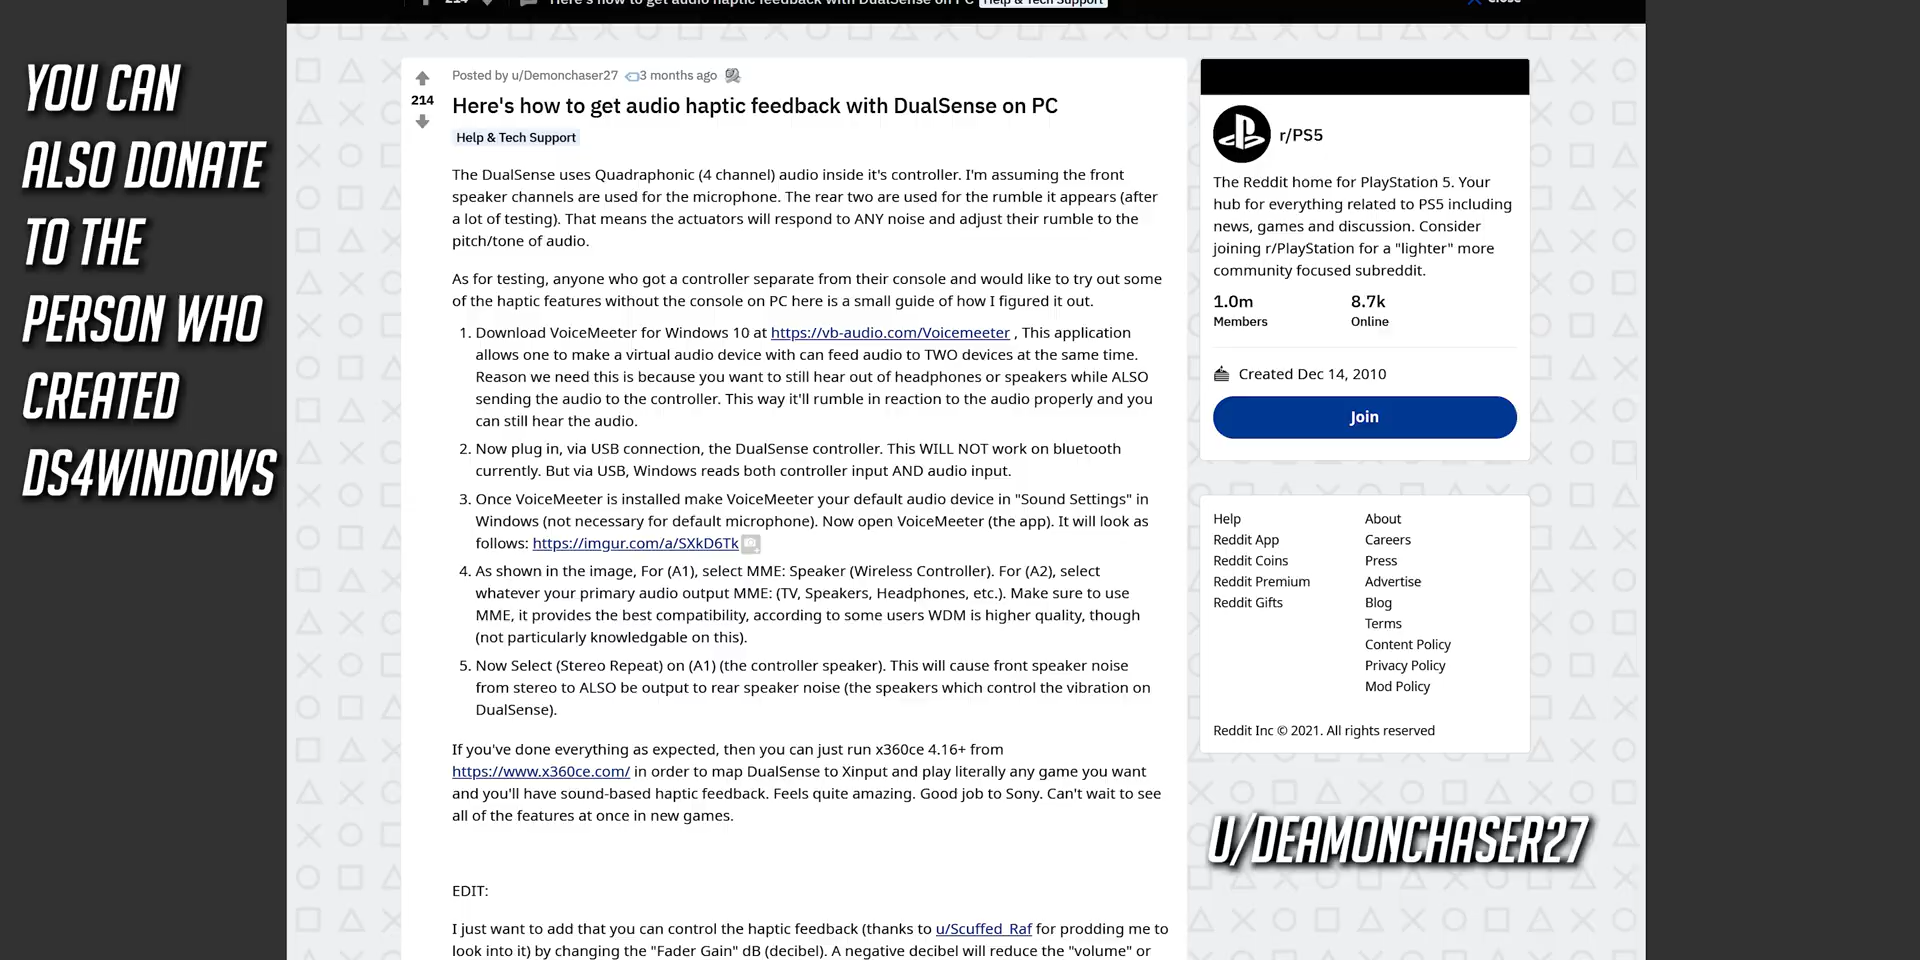 214 Here's how to get audio haptic feedback with DualSense on PC Help & Tech Support Close
YOU CAN
ALSO DONATE
TO THE
PERSON WHO
CREATED
DS4WINDOWS
Posted by u/Demonchaser27 3 months ago
214
Here's how to get audio haptic feedback with DualSense on PC
Help & Tech Support
The DualSense uses Quadraphonic (4 channel) audio inside it's controller. I'm assuming the front
speaker channels are used for the microphone. The rear two are used for the rumble it appears (after
a lot of testing). That means the actuators will respond to ANY noise and adjust their rumble to the
pitch/tone of audio.
As for testing, anyone who got a controller separate from their console and would like to try out some
of the haptic features without the console on PC here is a small guide of how I figured it out.
1. Download VoiceMeeter for Windows 10 at https://vb-audio.com/Voicemeeter , This application
allows one to make a virtual audio device with can feed audio to TWO devices at the same time.
Reason we need this is because you want to still hear out of headphones or speakers while ALSO
sending the audio to the controller. This way it'll rumble in reaction to the audio properly and you
can still hear the audio.
2. Now plug in, via USB connection, the DualSense controller. This WILL NOT work on bluetooth
currently. But via USB, Windows reads both controller input AND audio input.
3. Once VoiceMeeter is installed make VoiceMeeter your default audio device in "Sound Settings" in
Windows (not necessary for default microphone). Now open VoiceMeeter (the app). It will look as
follows: https://imgur.com/a/SXkD6Tk
4. As shown in the image, For (A1), select MME: Speaker (Wireless Controller). For (A2), select
whatever your primary audio output MME: (TV, Speakers, Headphones, etc.). Make sure to use
MME, it provides the best compatibility, according to some users WDM is higher quality, though
(not particularly knowledgable on this).
5. Now Select (Stereo Repeat) on (A1) (the controller speaker). This will cause front speaker noise
from stereo to ALSO be output to rear speaker noise (the speakers which control the vibration on
DualSense).
If you've done everything as expected, then you can just run x360ce 4.16+ from
https://www.x360ce.com/ in order to map DualSense to Xinput and play literally any game you want
and you'll have sound-based haptic feedback. Feels quite amazing. Good job to Sony. Can't wait to see
all of the features at once in new games.
EDIT:
I just want to add that you can control the haptic feedback (thanks to u/Scuffed_Raf for prodding me to
look into it) by changing the "Fader Gain" dB (decibel). A negative decibel will reduce the "volume" or
r/PS5
The Reddit home for PlayStation 5. Your
hub for everything related to PS5 including
news, games and discussion. Consider
joining r/PlayStation for a "lighter" more
community focused subreddit.
1.0m 8.7k
Members Online
Created Dec 14, 2010
Join
Help About
Reddit App Careers
Reddit Coins Press
Reddit Premium Advertise
Reddit Gifts Blog
Terms
Content Policy
Privacy Policy
Mod Policy
Reddit Inc © 2021. All rights reserved
U/DEAMONCHASER27